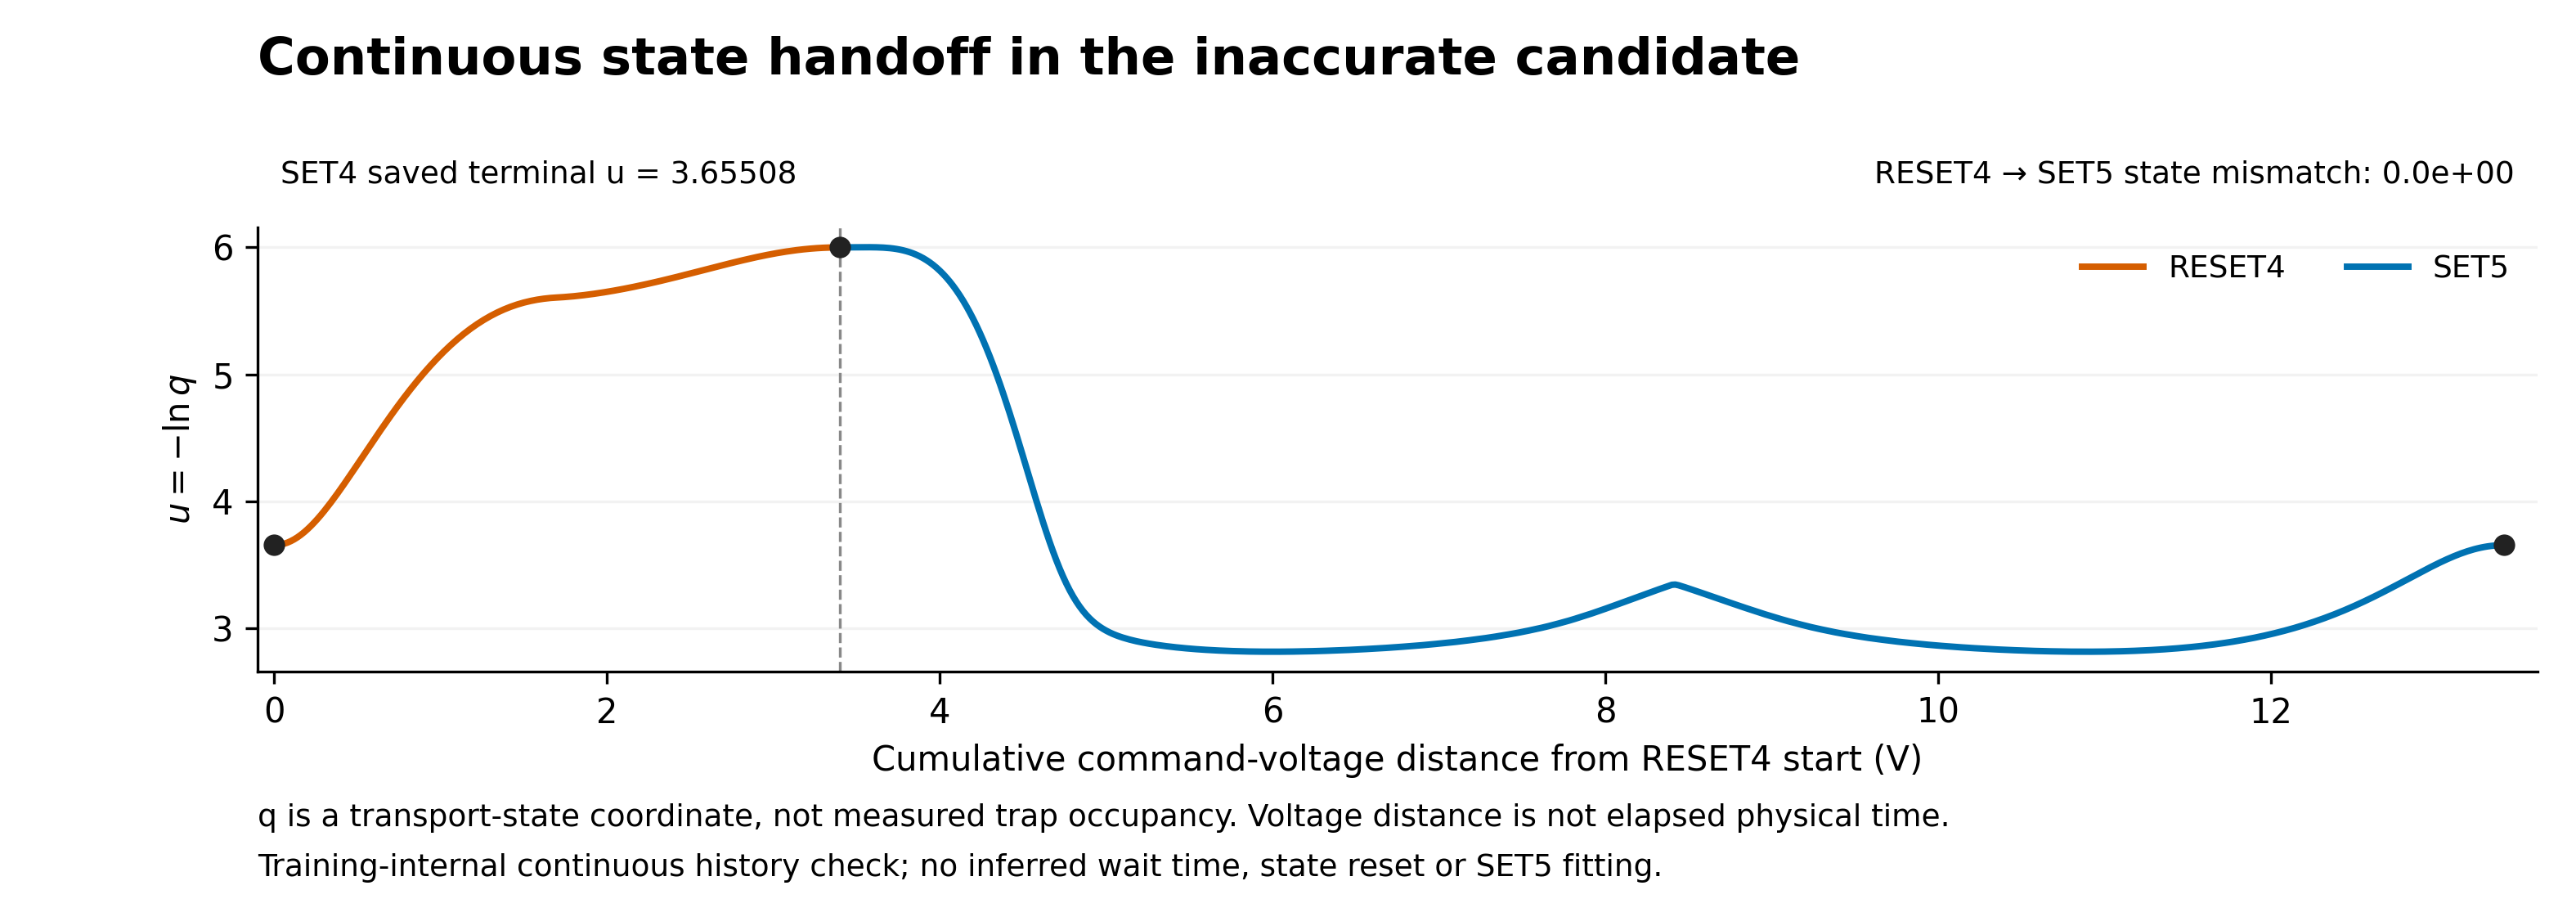 Continuous state handoff in the inaccurate candidate
SET4 saved terminal u = 3.65508
RESET4 → SET5 state mismatch: 0.0e+00
RESET4
SET5
6
5
4
3
u = −ln q
0
2
4
6
8
10
12
Cumulative command-voltage distance from RESET4 start (V)
q is a transport-state coordinate, not measured trap occupancy. Voltage distance is not elapsed physical time.
Training-internal continuous history check; no inferred wait time, state reset or SET5 fitting.